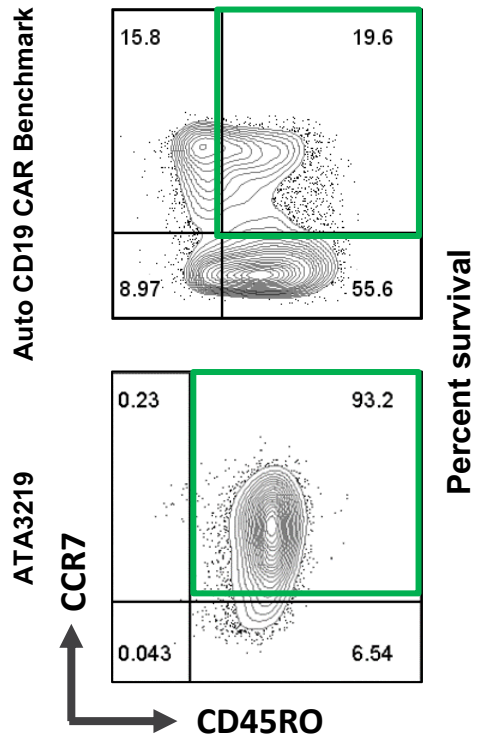 Auto CD19 CAR Benchmark
15.8 19.6
8.97 55.6
Percent survival
ATA3219
0.23 93.2
0.043 6.54
CCR7
CD45RO